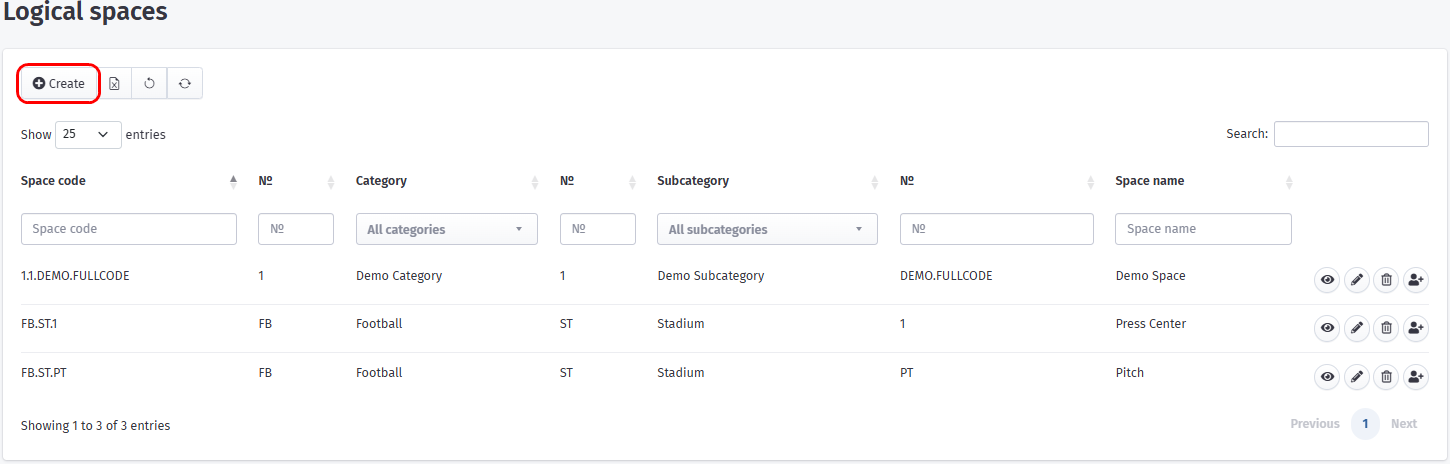 Logical spaces
Create
Show 25 entries
Search:
Space code № Category № Subcategory № Space name
Space code № All categories № All subcategories № Space name
1.1.DEMO.FULLCODE 1 Demo Category 1 Demo Subcategory DEMO.FULLCODE Demo Space
FB.ST.1 FB Football ST Stadium 1 Press Center
FB.ST.PT FB Football ST Stadium PT Pitch
Showing 1 to 3 of 3 entries
Previous 1 Next